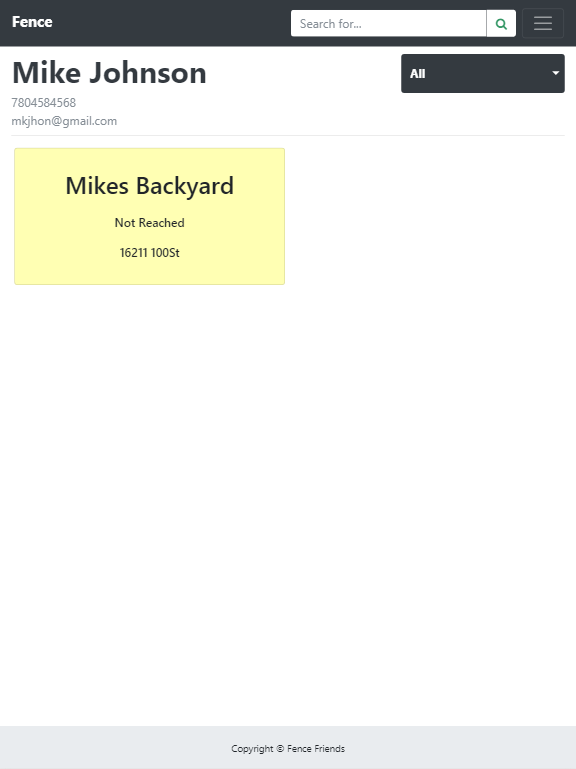 Fence
Search for...
Mike Johnson
All
7804584568
mkjhon@gmail.com
Mikes Backyard
Not Reached
16211 100St
Copyright © Fence Friends